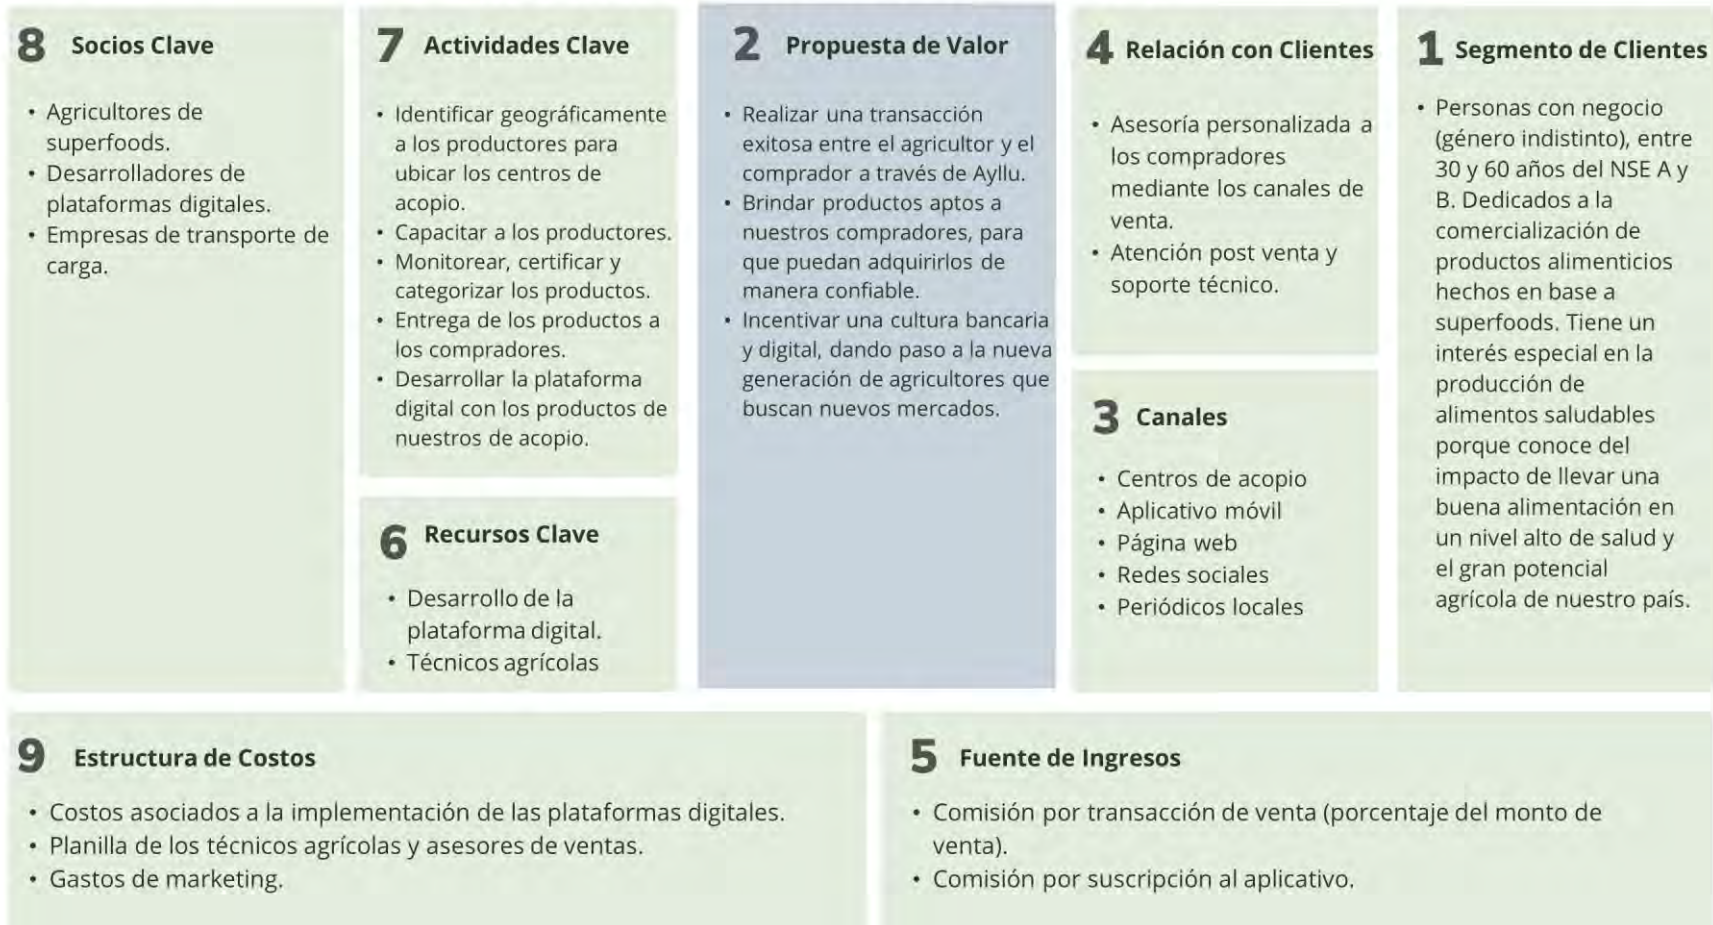 8 Socios Clave
• Agricultores de
superfoods.
• Desarrolladores de
plataformas digitales.
• Empresas de transporte de
carga.
7 Actividades Clave
• Identificar geográficamente
a los productores para
ubicar los centros de
acopio.
• Capacitar a los productores.
• Monitorear, certificar y
categorizar los productos.
• Entrega de los productos a
los compradores.
• Desarrollar la plataforma
digital con los productos de
nuestros de acopio.
6 Recursos Clave
• Desarrollo de la
plataforma digital.
• Técnicos agrícolas
2 Propuesta de Valor
• Realizar una transacción
exitosa entre el agricultor y el
comprador a través de Ayllu.
• Brindar productos aptos a
nuestros compradores, para
que puedan adquirirlos de
manera confiable.
• Incentivar una cultura bancaria
y digital, dando paso a la nueva
generación de agricultores que
buscan nuevos mercados.
4 Relación con Clientes
• Asesoría personalizada a
los compradores
mediante los canales de
venta.
• Atención post venta y
soporte técnico.
3 Canales
• Centros de acopio
• Aplicativo móvil
• Página web
• Redes sociales
• Periódicos locales
1 Segmento de Clientes
• Personas con negocio
(género indistinto), entre
30 y 60 años del NSE A y
B. Dedicados a la
comercialización de
productos alimenticios
hechos en base a
superfoods. Tiene un
interés especial en la
producción de
alimentos saludables
porque conoce del
impacto de llevar una
buena alimentación en
un nivel alto de salud y
el gran potencial
agrícola de nuestro país.
9 Estructura de Costos
• Costos asociados a la implementación de las plataformas digitales.
• Planilla de los técnicos agrícolas y asesores de ventas.
• Gastos de marketing.
5 Fuente de Ingresos
• Comisión por transacción de venta (porcentaje del monto de
venta).
• Comisión por suscripción al aplicativo.